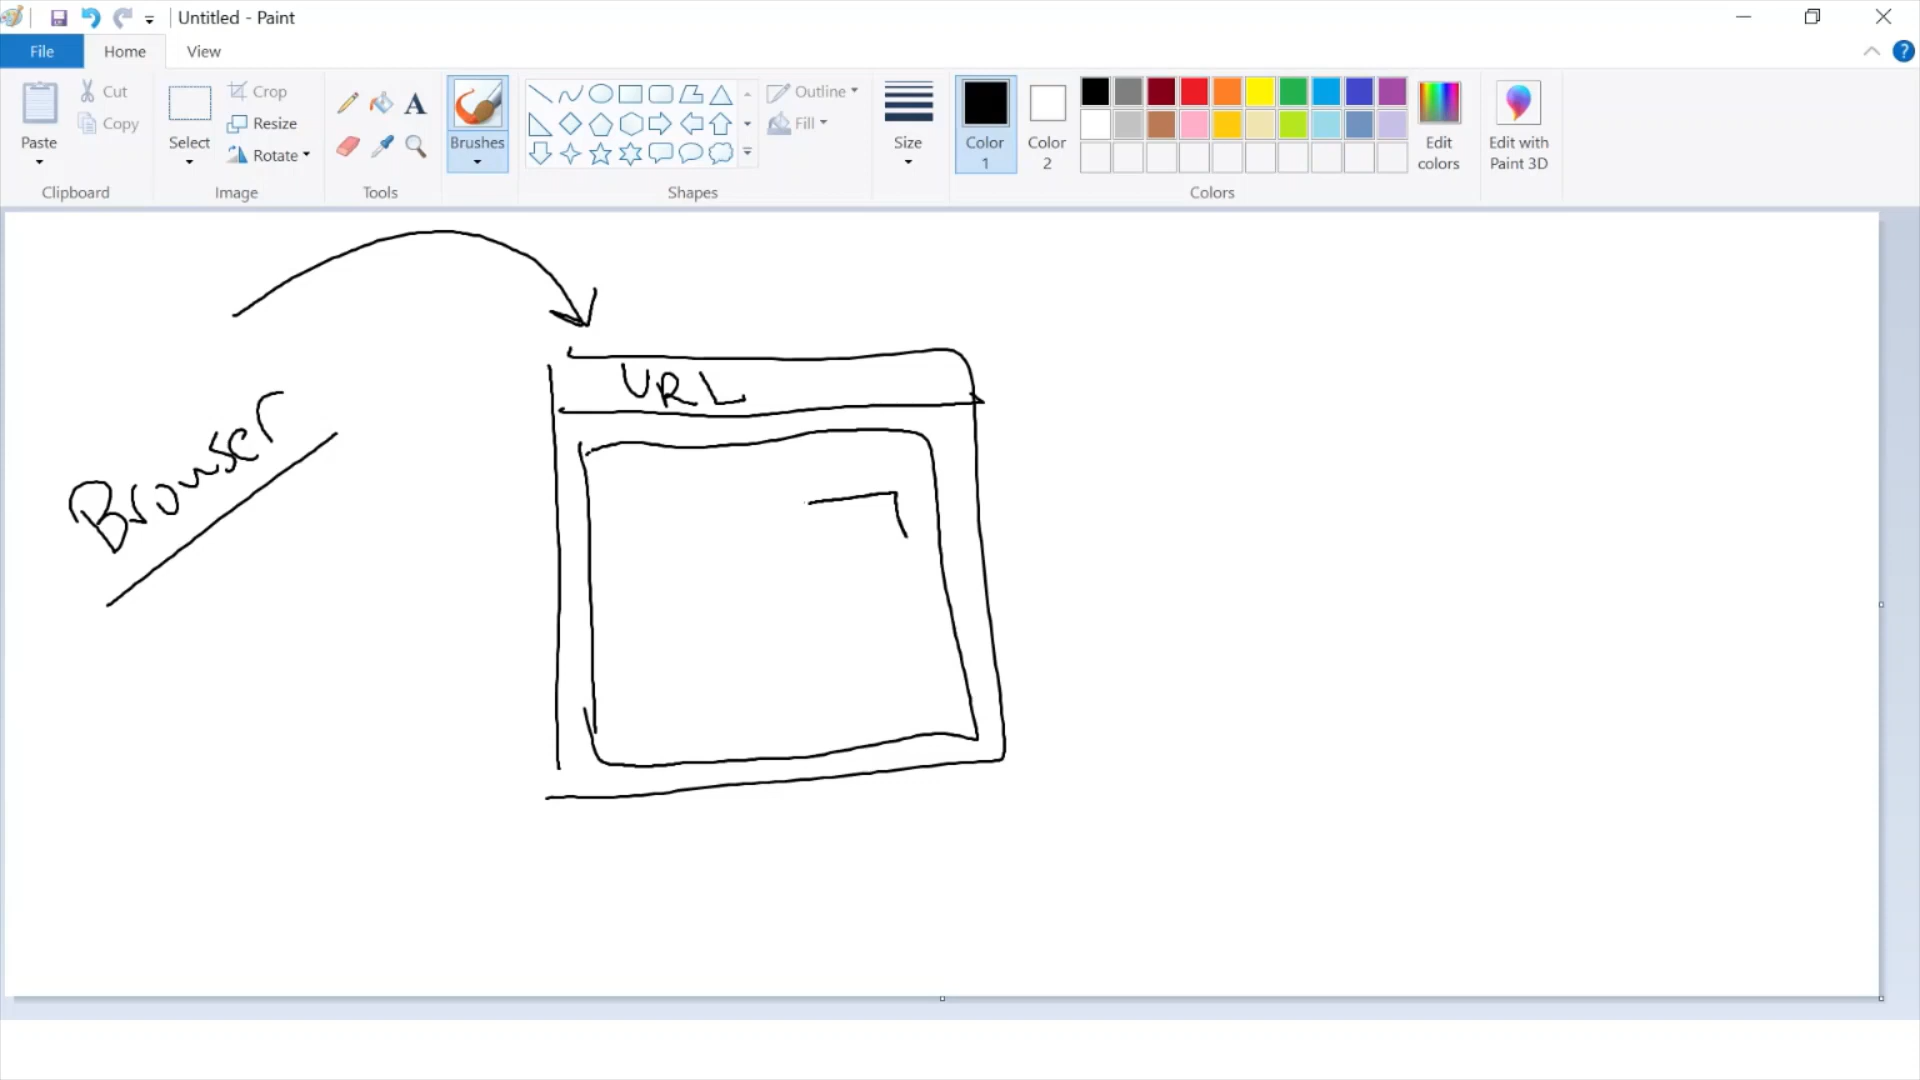 Untitled - Paint
File Home View
Cut
Copy
Paste
Clipboard
Select
Crop
Resize
Rotate
Image
Tools
Brushes
Shapes
Outline
Fill
Size
Color
1
Color
2
Colors
Edit
colors
Edit with
Paint 3D
?
URL
Browser